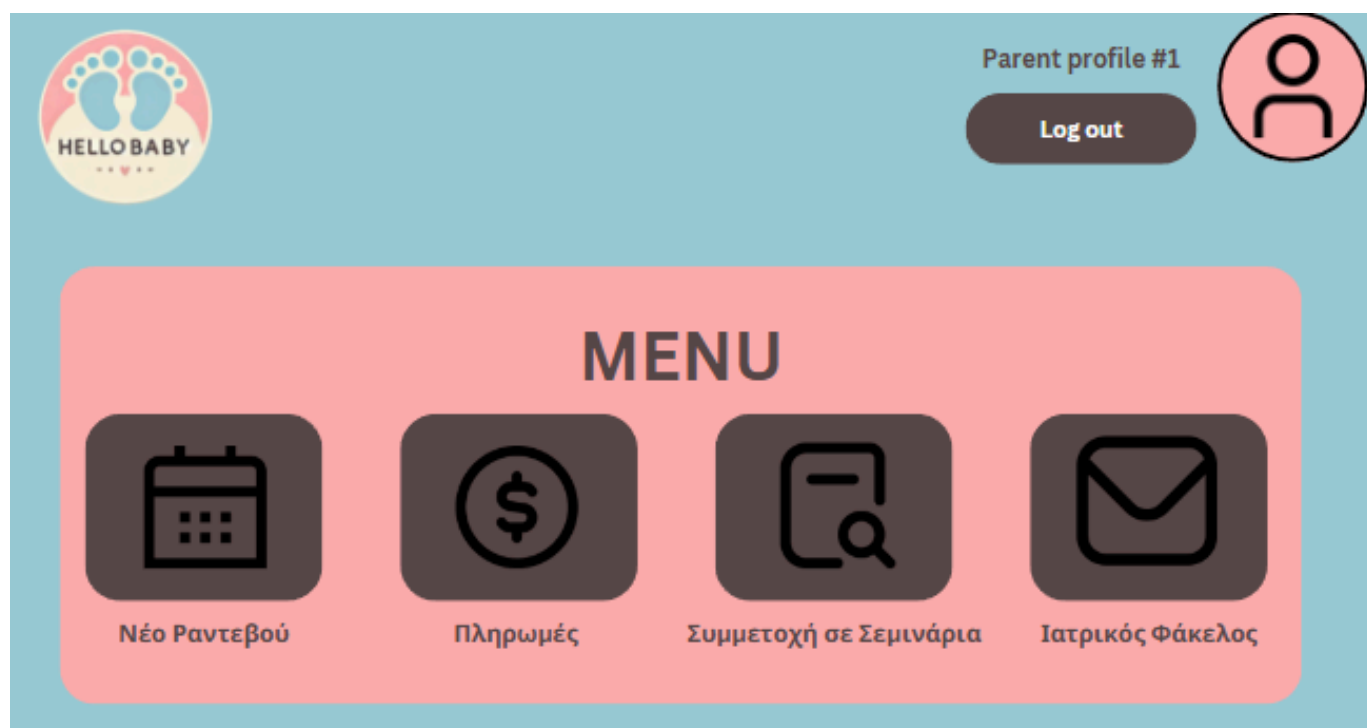 HELLO BABY
Parent profile #1
Log out
MENU
Νέο Ραντεβού
Πληρωμές
Συμμετοχή σε Σεμινάρια
Ιατρικός Φάκελος